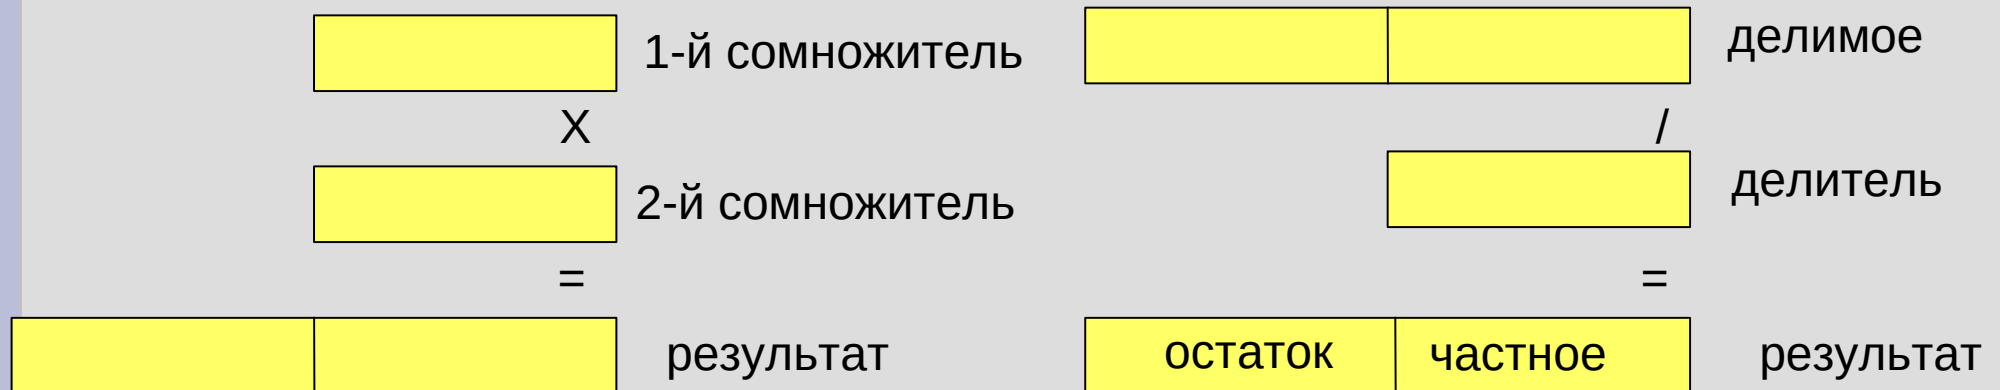 1-й сомножитель
X
2-й сомножитель
=
результат
делимое
/
делитель
=
остаток частное результат